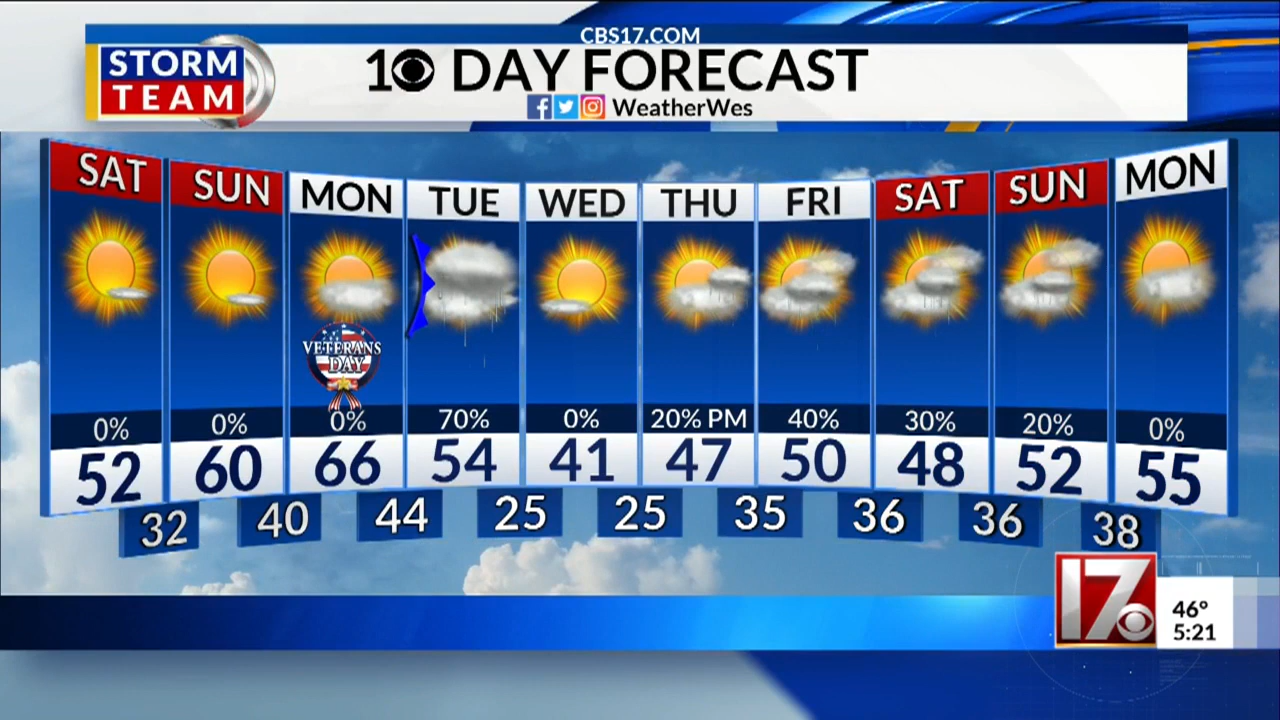 CBS17.COM
STORM
TEAM
10 DAY FORECAST
WeatherWes
SAT SUN MON TUE WED THU FRI SAT SUN MON
VETERANS
DAY
0% 0% 0% 70% 0% 20% PM 40% 30% 20% 0%
52 60 66 54 41 47 50 48 52 55
32 40 44 25 25 35 36 36 38
17
46°
5:21